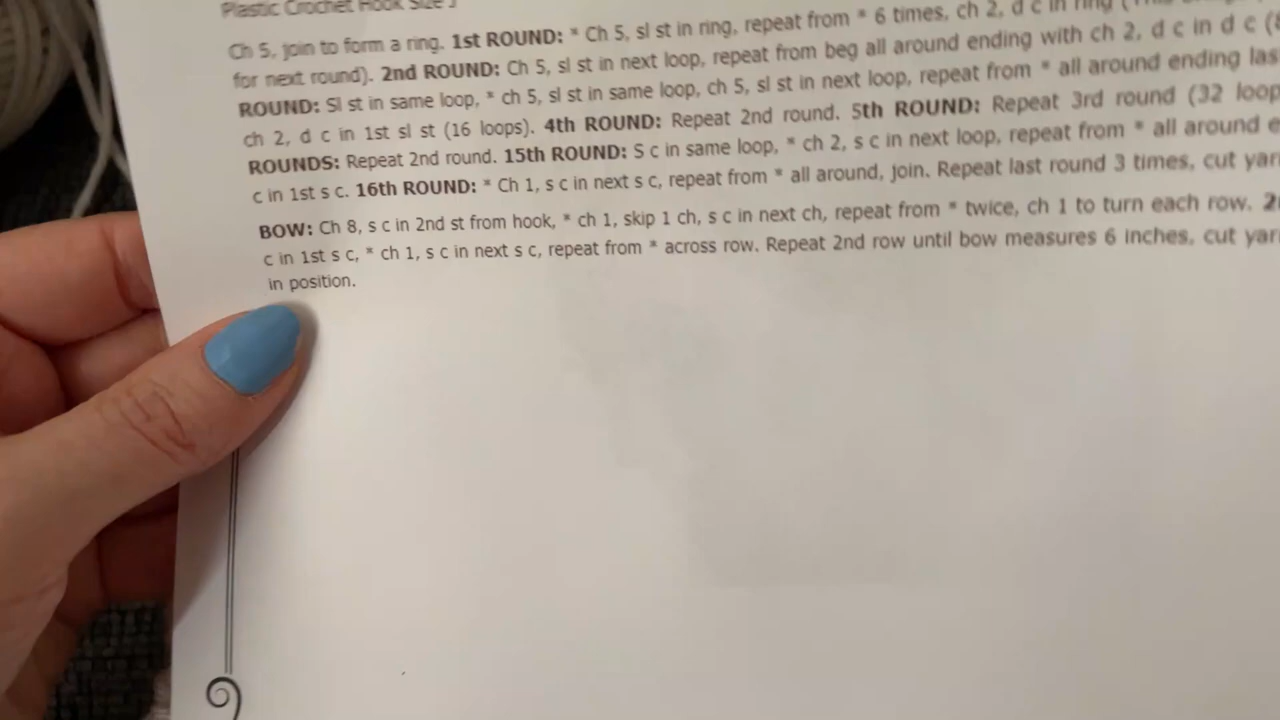 Plastic Crochet Hook Size J
Ch 5, join to form a ring. 1st ROUND: * Ch 5, sl st in ring, repeat from * 6 times, ch 2, d c in ring
for next round). 2nd ROUND: Ch 5, sl st in next loop, repeat from beg all around ending with ch 2, d c in d c
ROUND: Sl st in same loop, * ch 5, sl st in same loop, ch 5, sl st in next loop, repeat from * all around ending
ch 2, d c in 1st sl st (16 loops). 4th ROUND: Repeat 2nd round. 5th ROUND: Repeat 3rd round (32
ROUNDS: Repeat 2nd round. 15th ROUND: S c in same loop, * ch 2, s c in next loop, repeat from * all around
c in 1st s c. 16th ROUND: * Ch 1, s c in next s c, repeat from * all around, join. Repeat last round 3 times, cut
BOW: Ch 8, s c in 2nd st from hook, * ch 1, skip 1 ch, s c in next ch, repeat from * twice, ch 1 to turn each row.
c in 1st s c, * ch 1, s c in next s c, repeat from * across row. Repeat 2nd row until bow measures 6 inches, cut
in position.